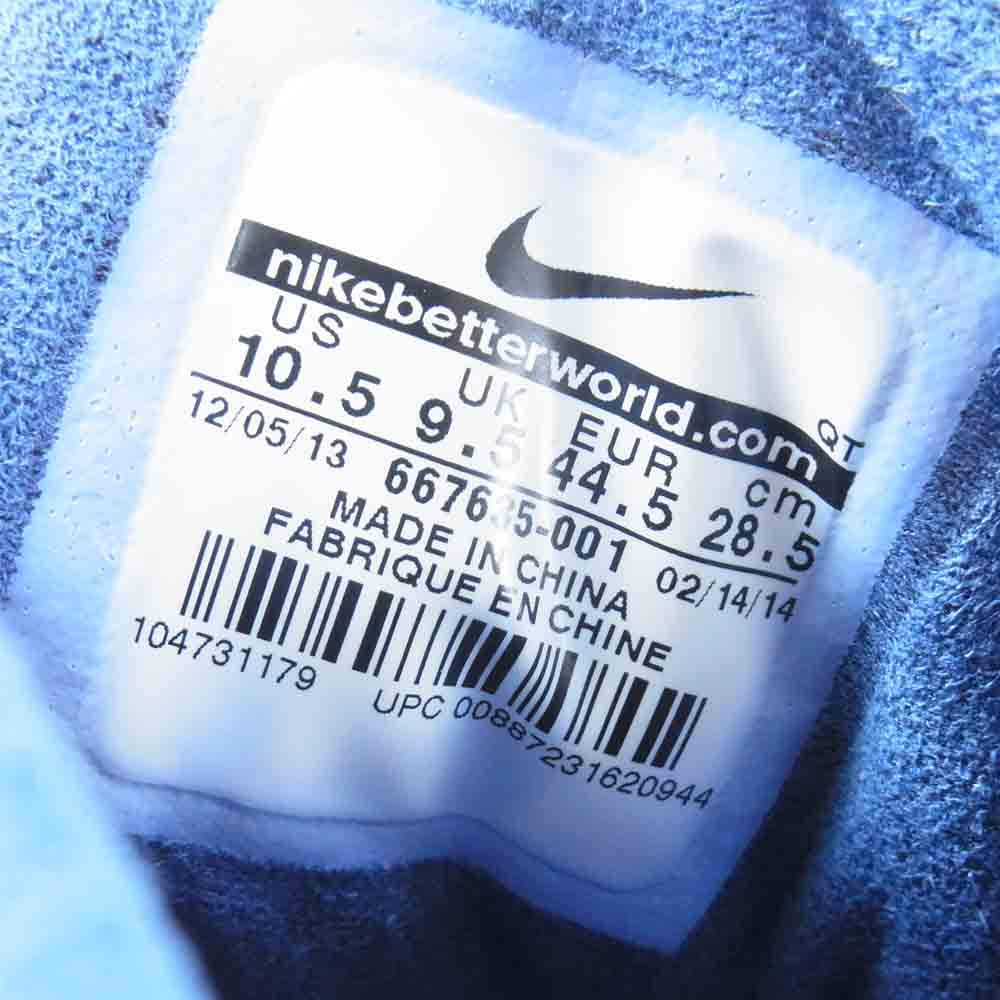 nikebetterworld.com
QT
US UK EUR cm
10.5 9.5 44.5 28.5
12/05/13 667635-001 02/14/14
MADE IN CHINA
FABRIQUE EN CHINE
104731179
UPC 00887231620944